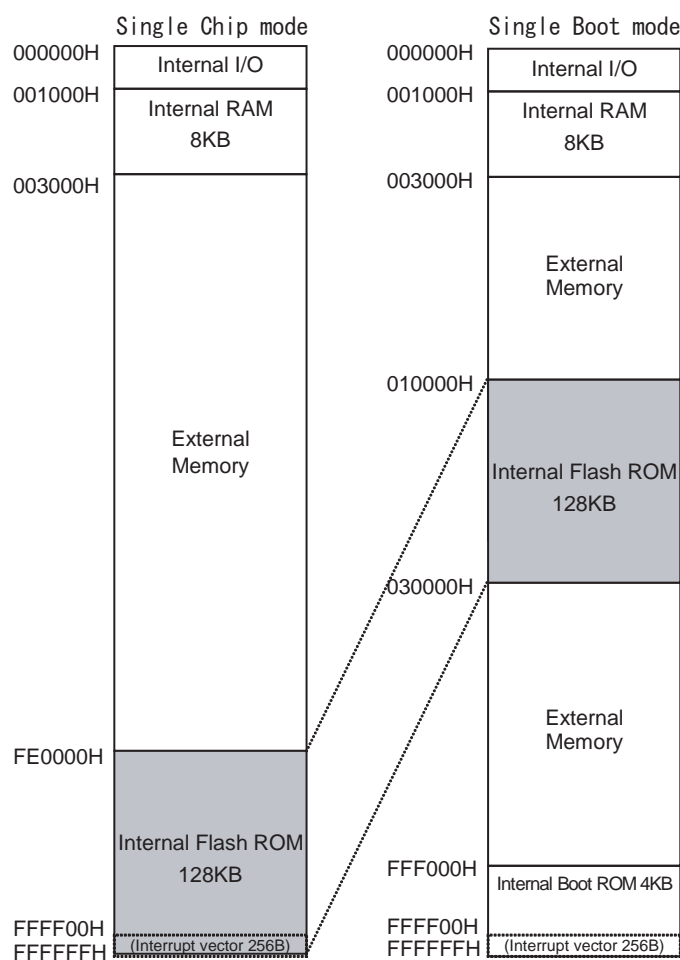 Single Chip mode
000000H
Internal I/O
001000H
Internal RAM
8KB
003000H
External
Memory
FE0000H
Internal Flash ROM
128KB
FFFF00H
(Interrupt vector 256B)
FFFFFFH
Single Boot mode
000000H
Internal I/O
001000H
Internal RAM
8KB
003000H
External
Memory
010000H
Internal Flash ROM
128KB
030000H
External
Memory
FFF000H
Internal Boot ROM 4KB
FFFF00H
(Interrupt vector 256B)
FFFFFFH